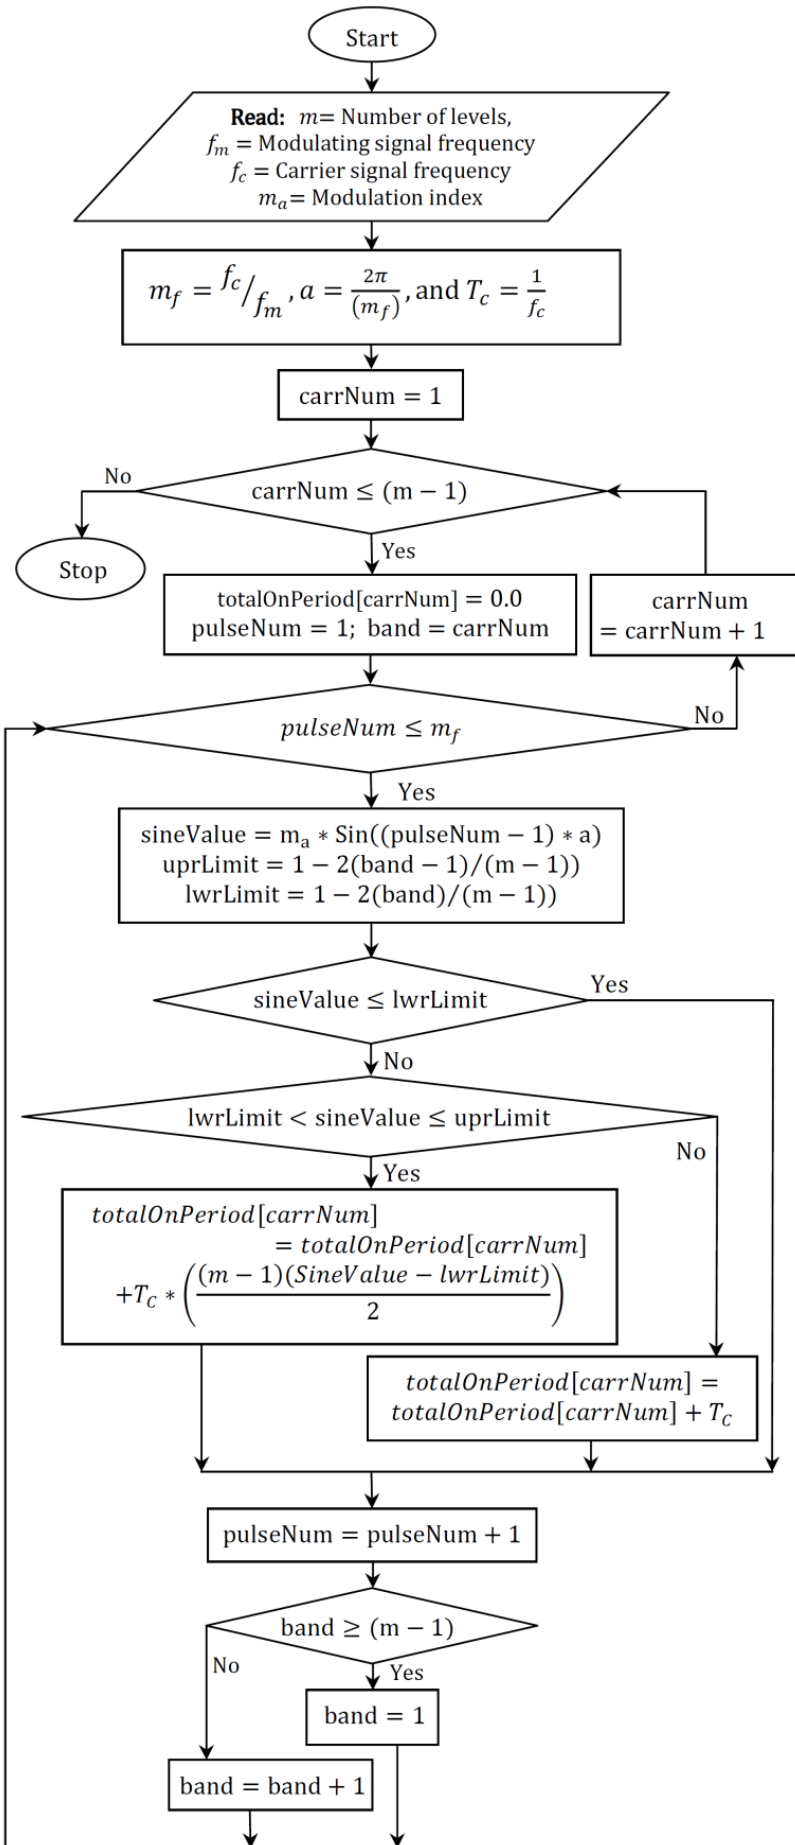 Start
Read: m= Number of levels,
f_m = Modulating signal frequency
f_c = Carrier signal frequency
m_a= Modulation index
m_f = f_c/f_m, a = 2π/(m_f), and T_c = 1/f_c
carrNum = 1
No
carrNum ≤ (m − 1)
Stop
Yes
totalOnPeriod[carrNum] = 0.0
pulseNum = 1; band = carrNum
carrNum
= carrNum + 1
pulseNum ≤ m_f
No
Yes
sineValue = m_a ∗ Sin((pulseNum − 1) ∗ a)
uprLimit = 1 − 2(band − 1)/(m − 1))
lwrLimit = 1 − 2(band)/(m − 1))
sineValue ≤ lwrLimit
Yes
No
lwrLimit < sineValue ≤ uprLimit
No
Yes
totalOnPeriod[carrNum]
= totalOnPeriod[carrNum]
+T_C ∗ ((m − 1)(SineValue − lwrLimit)/2)
totalOnPeriod[carrNum] =
totalOnPeriod[carrNum] + T_C
pulseNum = pulseNum + 1
band ≥ (m − 1)
No
Yes
band = 1
band = band + 1